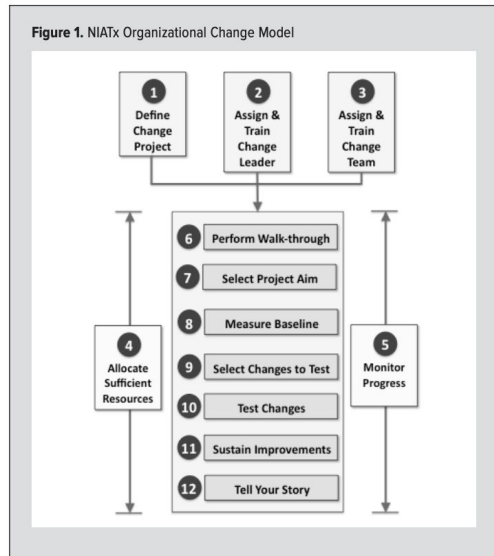 Figure 1. NIATx Organizational Change Model
1
Define
Change
Project
2
Assign &
Train
Change
Leader
3
Assign &
Train
Change
Team
6 Perform Walk-through
7 Select Project Aim
8 Measure Baseline
4
Allocate
Sufficient
Resources
5
Monitor
Progress
9 Select Changes to Test
10 Test Changes
11 Sustain Improvements
12 Tell Your Story